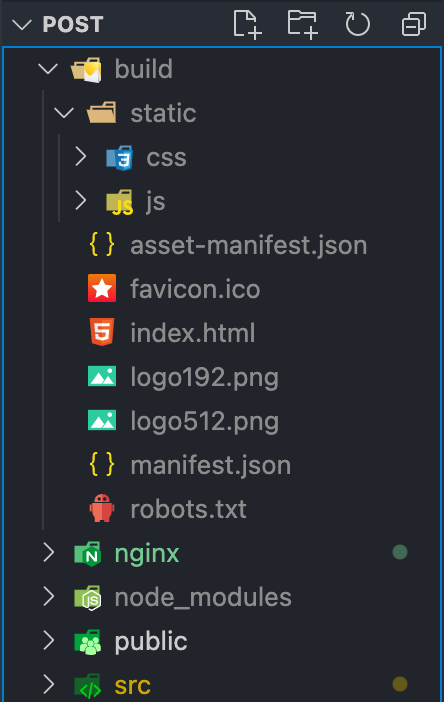 POST
build
static
css
js
asset-manifest.json
favicon.ico
index.html
logo192.png
logo512.png
manifest.json
robots.txt
nginx
node_modules
public
src